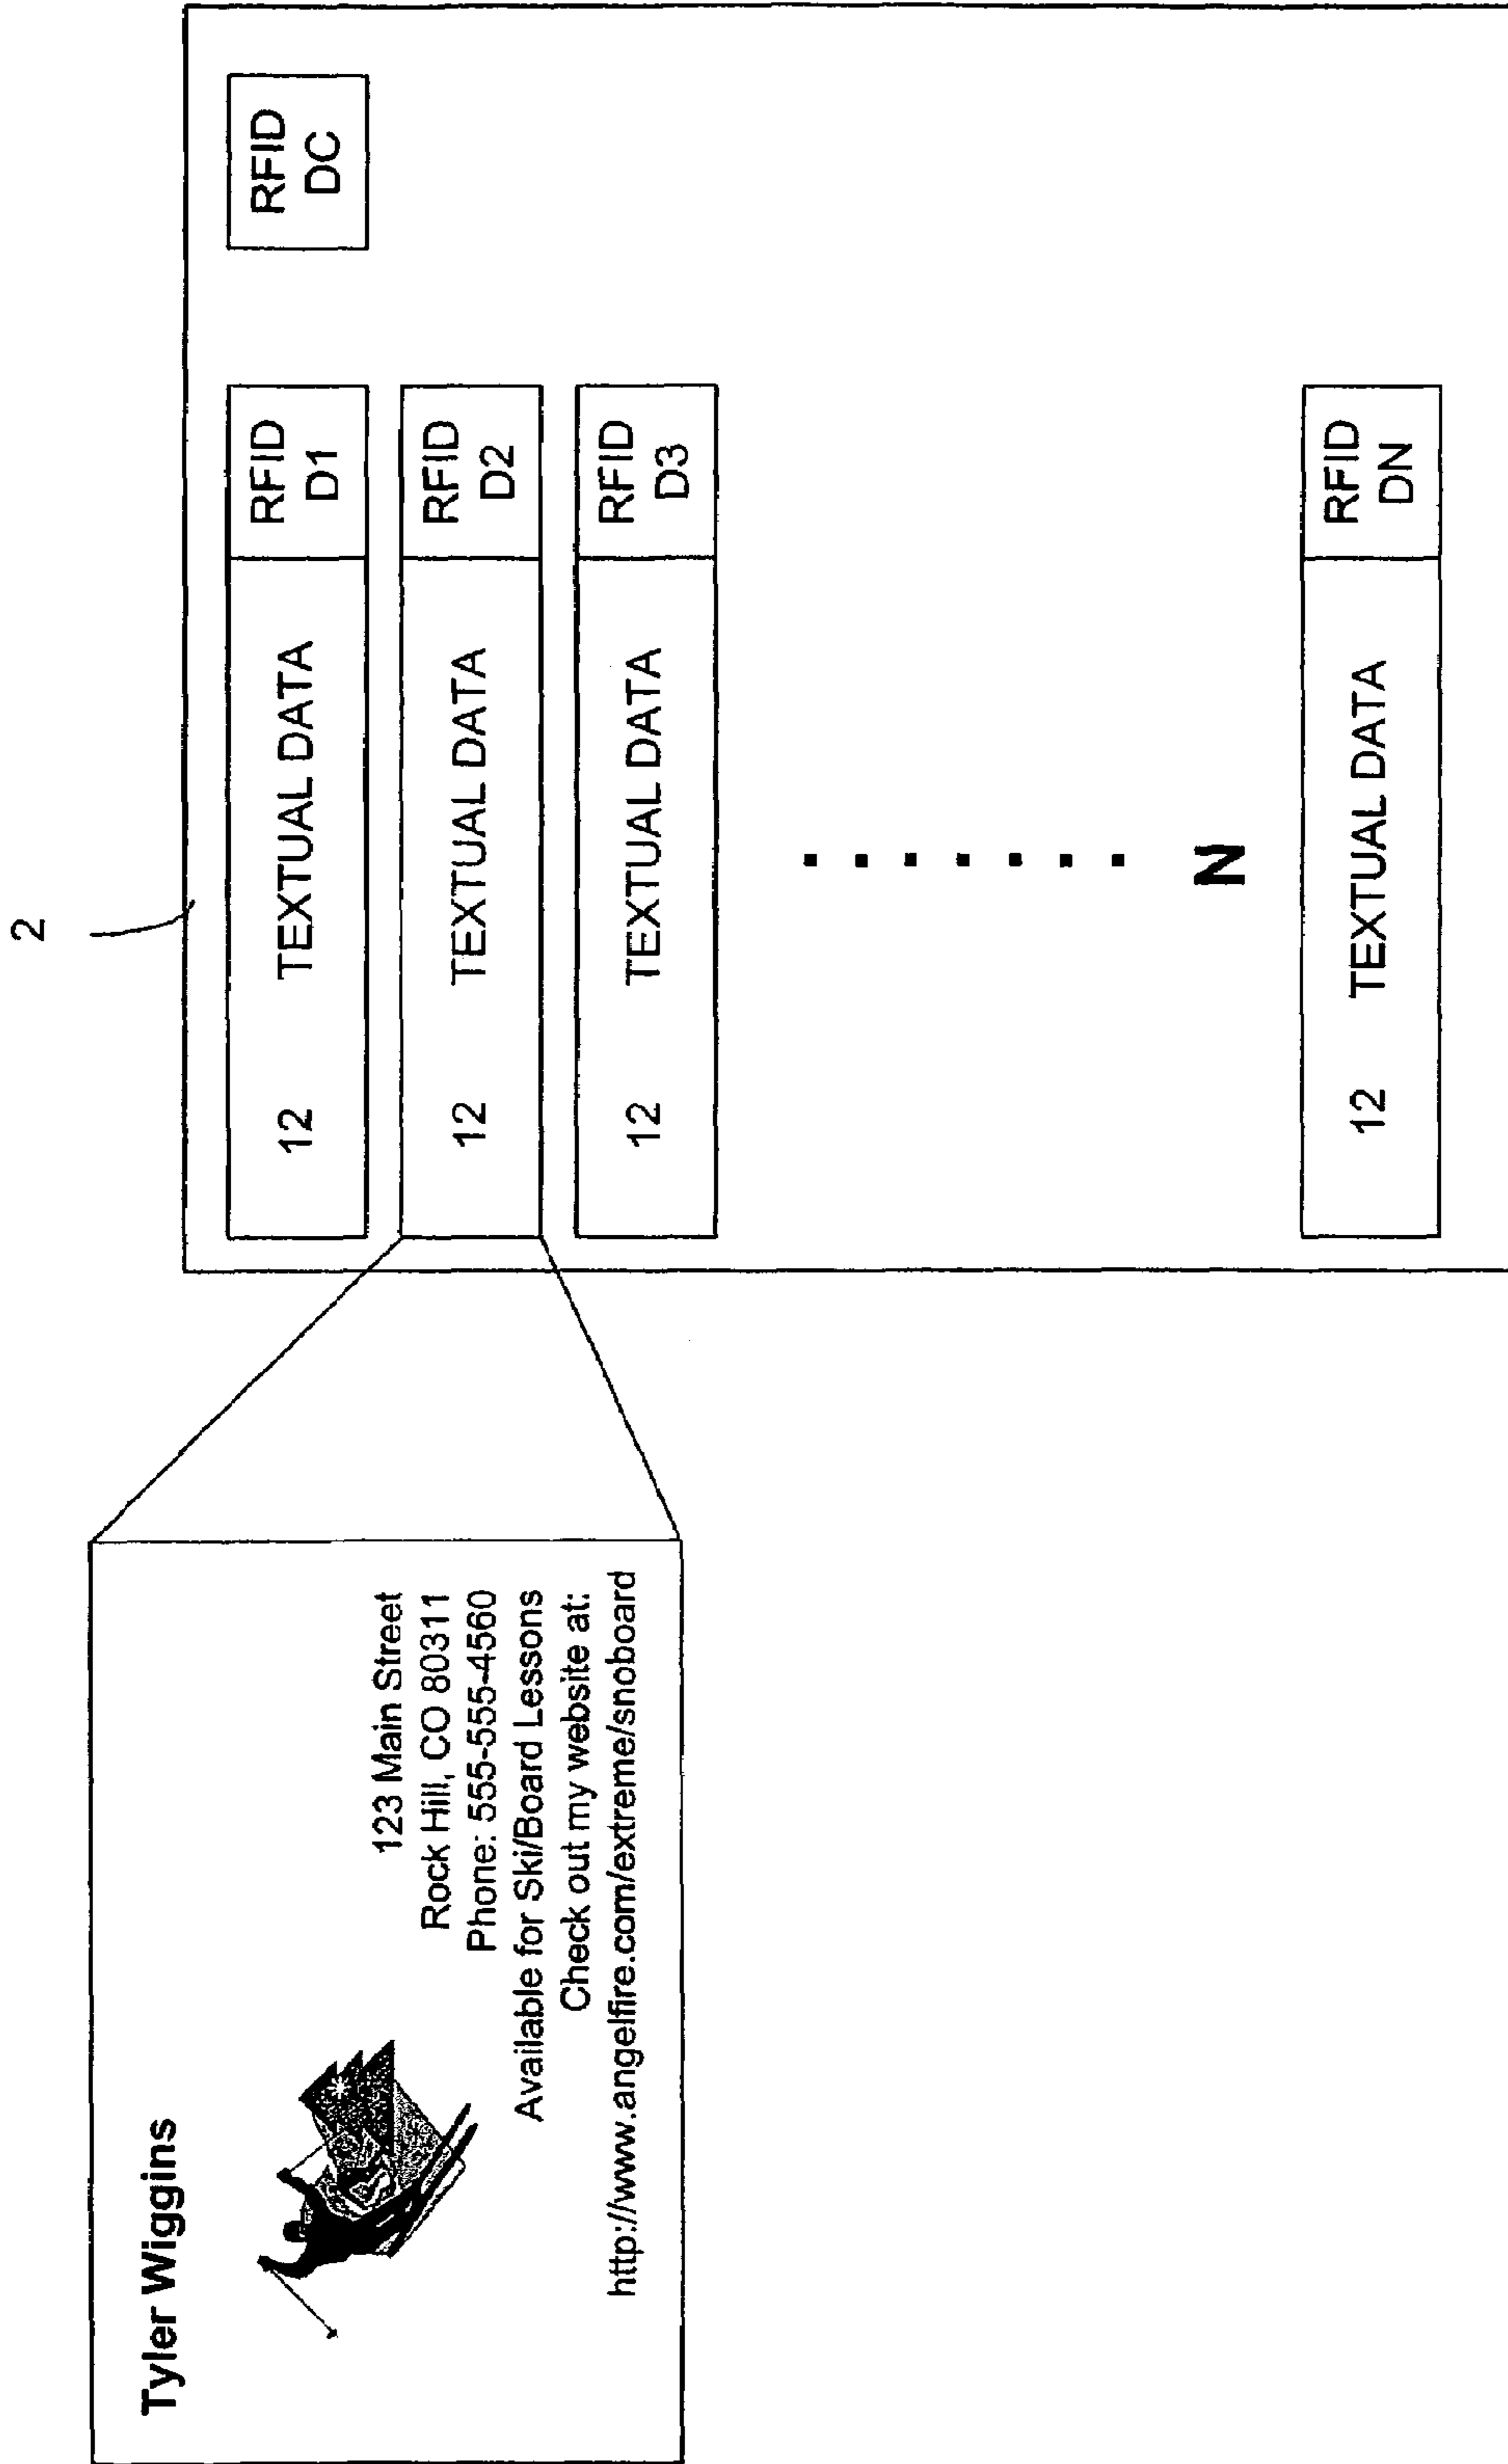 2
Tyler Wiggins
123 Main Street
Rock Hill, CO 80311
Phone: 555-555-4560
Available for Ski/Board Lessons
Check out my website at:
http://www.angelfire.com/extreme/snoboard
12 TEXTUAL DATA RFID D1
RFID DC
12 TEXTUAL DATA RFID D2
12 TEXTUAL DATA RFID D3
N
12 TEXTUAL DATA RFID DN